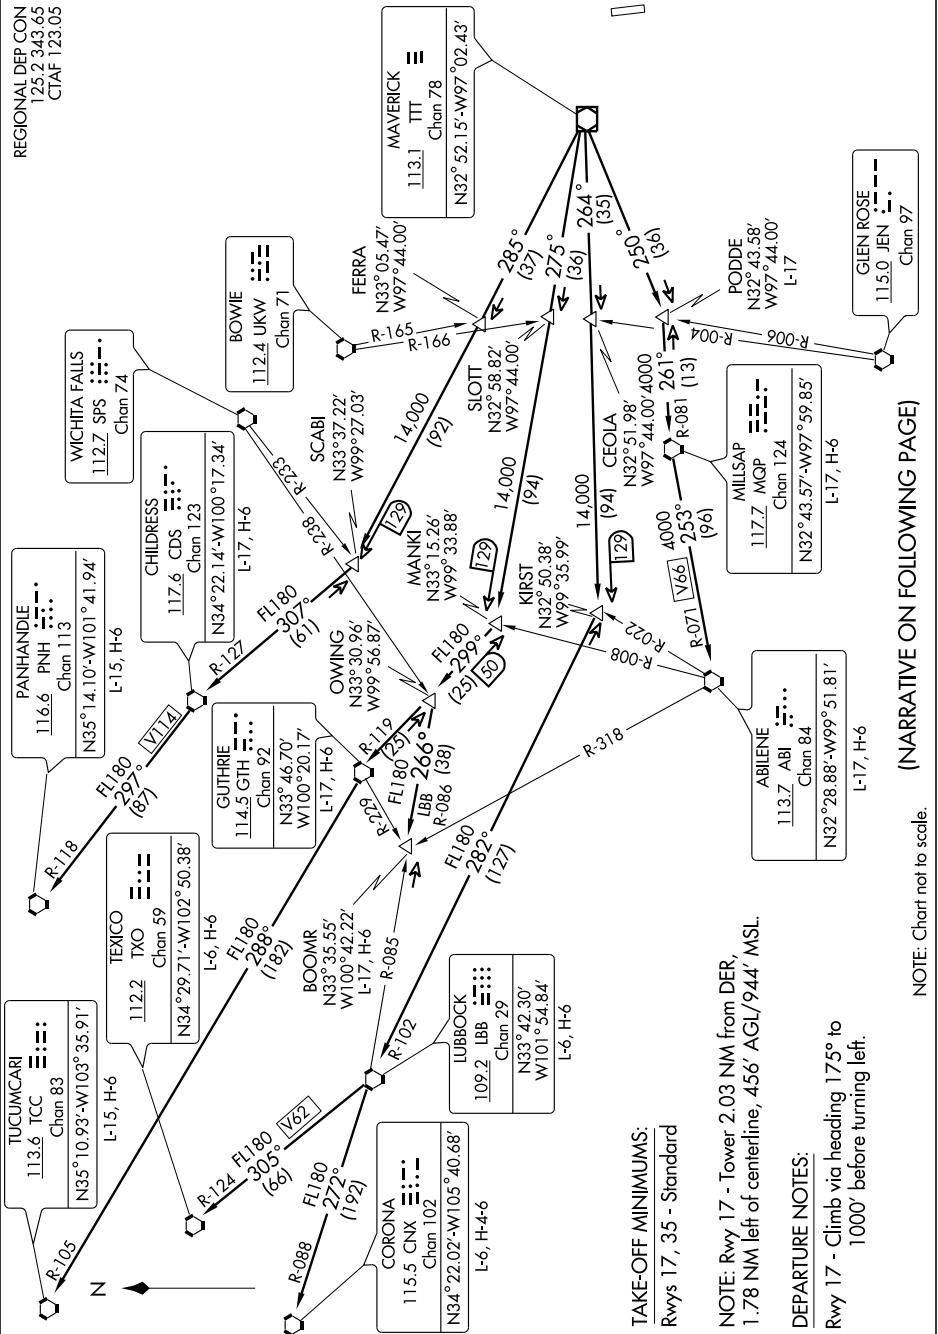 REGIONAL DEP CON
125.2 343.65
CTAF 123.05
MAVERICK
113.1 TTT
Chan 78
N32°52.15'-W97°02.43'
BOWIE
112.4 UKW
Chan 71
WICHITA FALLS
112.7 SPS
Chan 74
CHILDRESS
117.6 CDS
Chan 123
N34°22.14'-W100°17.34'
L-17, H-6
PANHANDLE
116.6 PNH
Chan 113
N35°14.10'-W101°41.94'
L-15, H-6
TEXICO
112.2 TXO
Chan 59
N34°29.71'-W102°50.38'
L-6, H-6
TUCUMCARI
113.6 TCC
Chan 83
N35°10.93'-W103°35.91'
L-15, H-6
GUTHRIE
114.5 GTH
Chan 92
N33°46.70'
W100°20.17'
L-17, H-6
LUBBOCK
109.2 LBB
Chan 29
N33°42.30'
W101°54.84'
L-6, H-6
CORONA
115.5 CNX
Chan 102
N34°22.02'-W105°40.68'
L-6, H-4-6
ABILENE
113.7 ABI
Chan 84
N32°28.88'-W99°51.81'
L-17, H-6
MILLSAP
117.7 MQP
Chan 124
N32°43.57'-W97°59.85'
L-17, H-6
GLEN ROSE
115.0 JEN
Chan 97
FERRA
N33°05.47'
W97°44.00'
SLOTT
N32°58.82'
W97°44.00'
CEOLA
N32°51.98'
W97°44.00'
PODDE
N32°43.58'
W97°44.00'
L-17
SCABI
N33°37.22'
W99°27.03'
MANKI
N33°15.26'
W99°33.88'
KIRST
N32°50.38'
W99°35.99'
OWING
N33°30.96'
W99°56.87'
BOOMR
N33°35.55'
W100°42.22'
L-17, H-6
285°
(37)
275°
(36)
264°
(35)
250°
(36)
R-165
R-166
R-004
R-006
14,000
(92)
14,000
(94)
14,000
(94)
4000
261°
(13)
R-081
4000
253°
(96)
V66
R-071
129
129
129
50
R-233
R-238
R-022
R-008
R-318
FL180
307°
(61)
R-127
FL180
297°
(87)
V114
R-118
FL180
299°
(25)
R-119
(25)
FL180
266°
(38)
LBB
R-086
R-229
R-085
FL180
288°
(182)
R-105
FL180
282°
(127)
R-102
FL180
305°
(66)
V62
R-124
FL180
272°
(192)
R-088
N
TAKE-OFF MINIMUMS:
Rwys 17, 35 - Standard
NOTE: Rwy 17 - Tower 2.03 NM from DER,
1.78 NM left of centerline, 456' AGL/944' MSL.
DEPARTURE NOTES:
Rwy 17 - Climb via heading 175° to
1000' before turning left.
(NARRATIVE ON FOLLOWING PAGE)
NOTE: Chart not to scale.